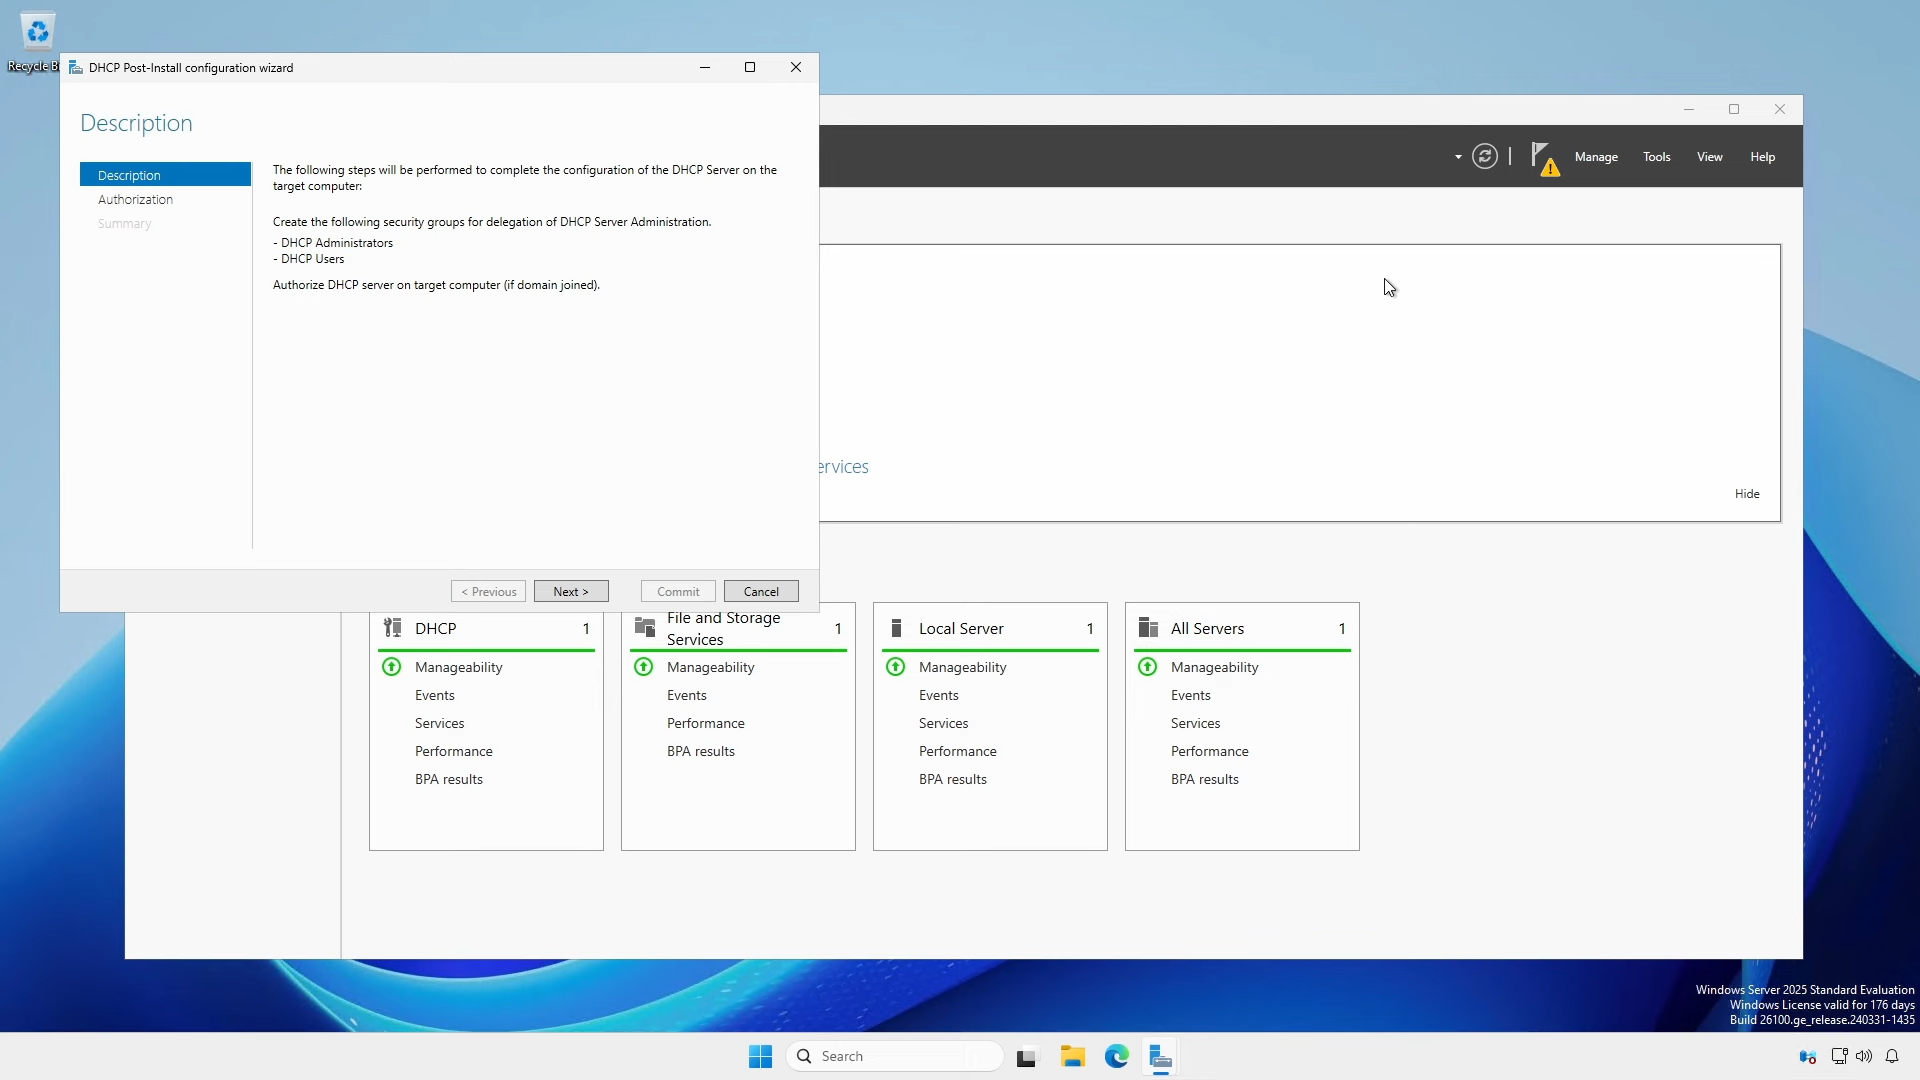 Recycle B
DHCP Post-Install configuration wizard
Description
Description
Authorization
Summary
The following steps will be performed to complete the configuration of the DHCP Server on the
target computer:
Create the following security groups for delegation of DHCP Server Administration.
- DHCP Administrators
- DHCP Users
Authorize DHCP server on target computer (if domain joined).
< Previous
Next >
Commit
Cancel
Manage
Tools
View
Help
ervices
Hide
DHCP
1
Manageability
Events
Services
Performance
BPA results
File and Storage
Services
1
Manageability
Events
Performance
BPA results
Local Server
1
Manageability
Events
Services
Performance
BPA results
All Servers
1
Manageability
Events
Services
Performance
BPA results
Windows Server 2025 Standard Evaluation
Windows License valid for 176 days
Build 26100.ge_release.240331-1435
Search